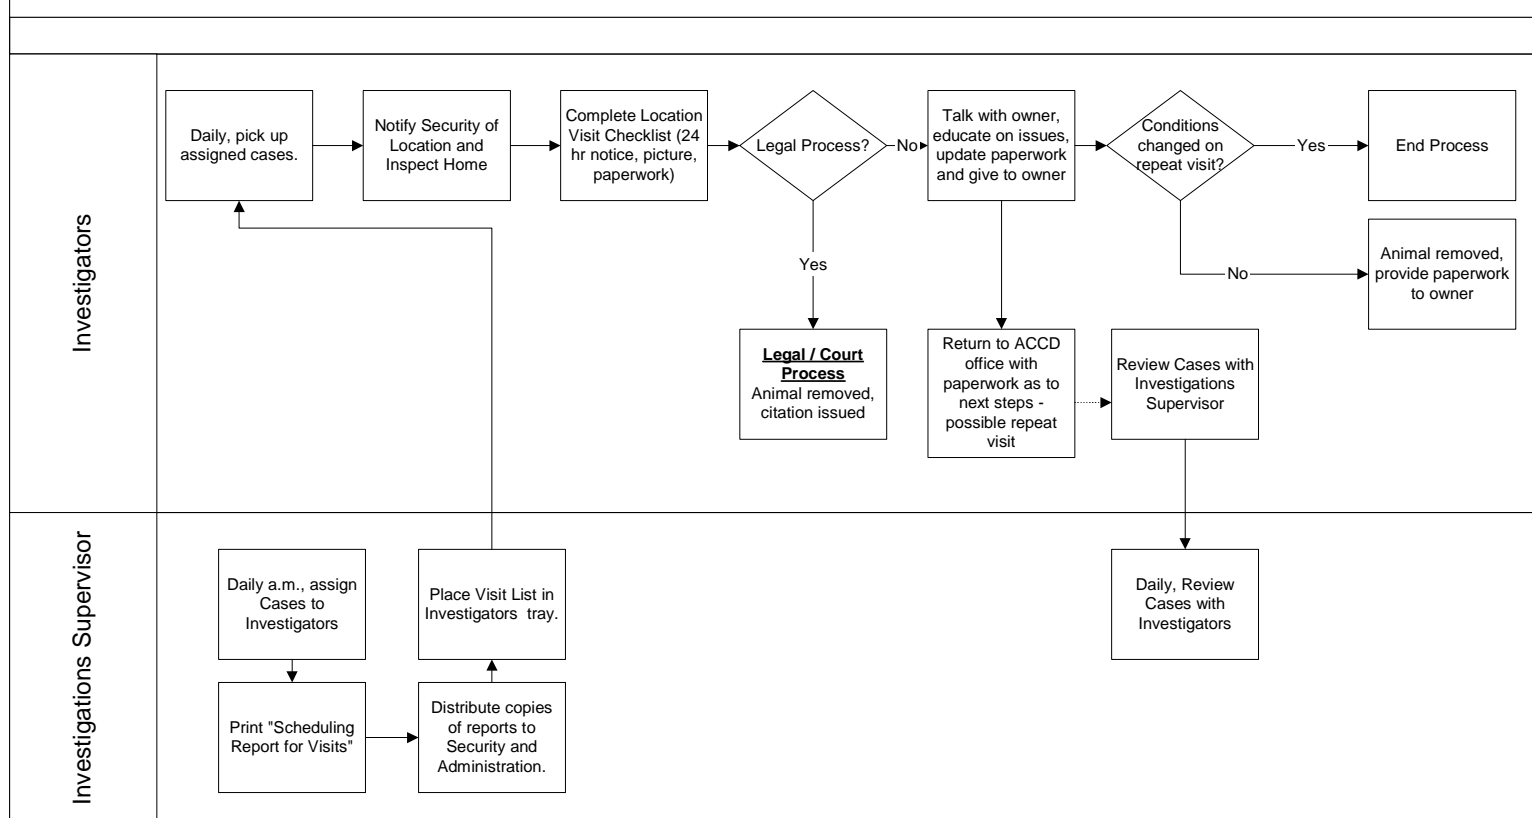 Investigators
Daily, pick up
assigned cases.
Notify Security of
Location and
Inspect Home
Complete Location
Visit Checklist (24
hr notice, picture,
paperwork)
Legal Process?
No
Talk with owner,
educate on issues,
update paperwork
and give to owner
Conditions
changed on
repeat visit?
Yes
End Process
Yes
No
Animal removed,
provide paperwork
to owner
Legal / Court
Process
Animal removed,
citation issued
Return to ACCD
office with
paperwork as to
next steps -
possible repeat
visit
Review Cases with
Investigations
Supervisor
Investigations Supervisor
Daily a.m., assign
Cases to
Investigators
Place Visit List in
Investigators  tray.
Daily, Review
Cases with
Investigators
Print "Scheduling
Report for Visits"
Distribute copies
of reports to
Security and
Administration.